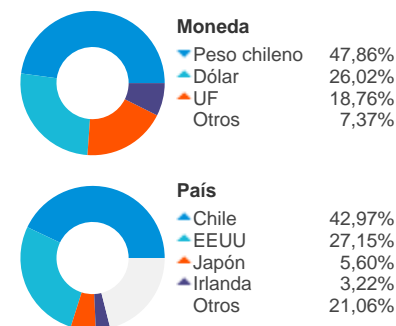 Moneda
Peso chileno 47,86%
Dólar 26,02%
UF 18,76%
Otros 7,37%
País
Chile 42,97%
EEUU 27,15%
Japón 5,60%
Irlanda 3,22%
Otros 21,06%